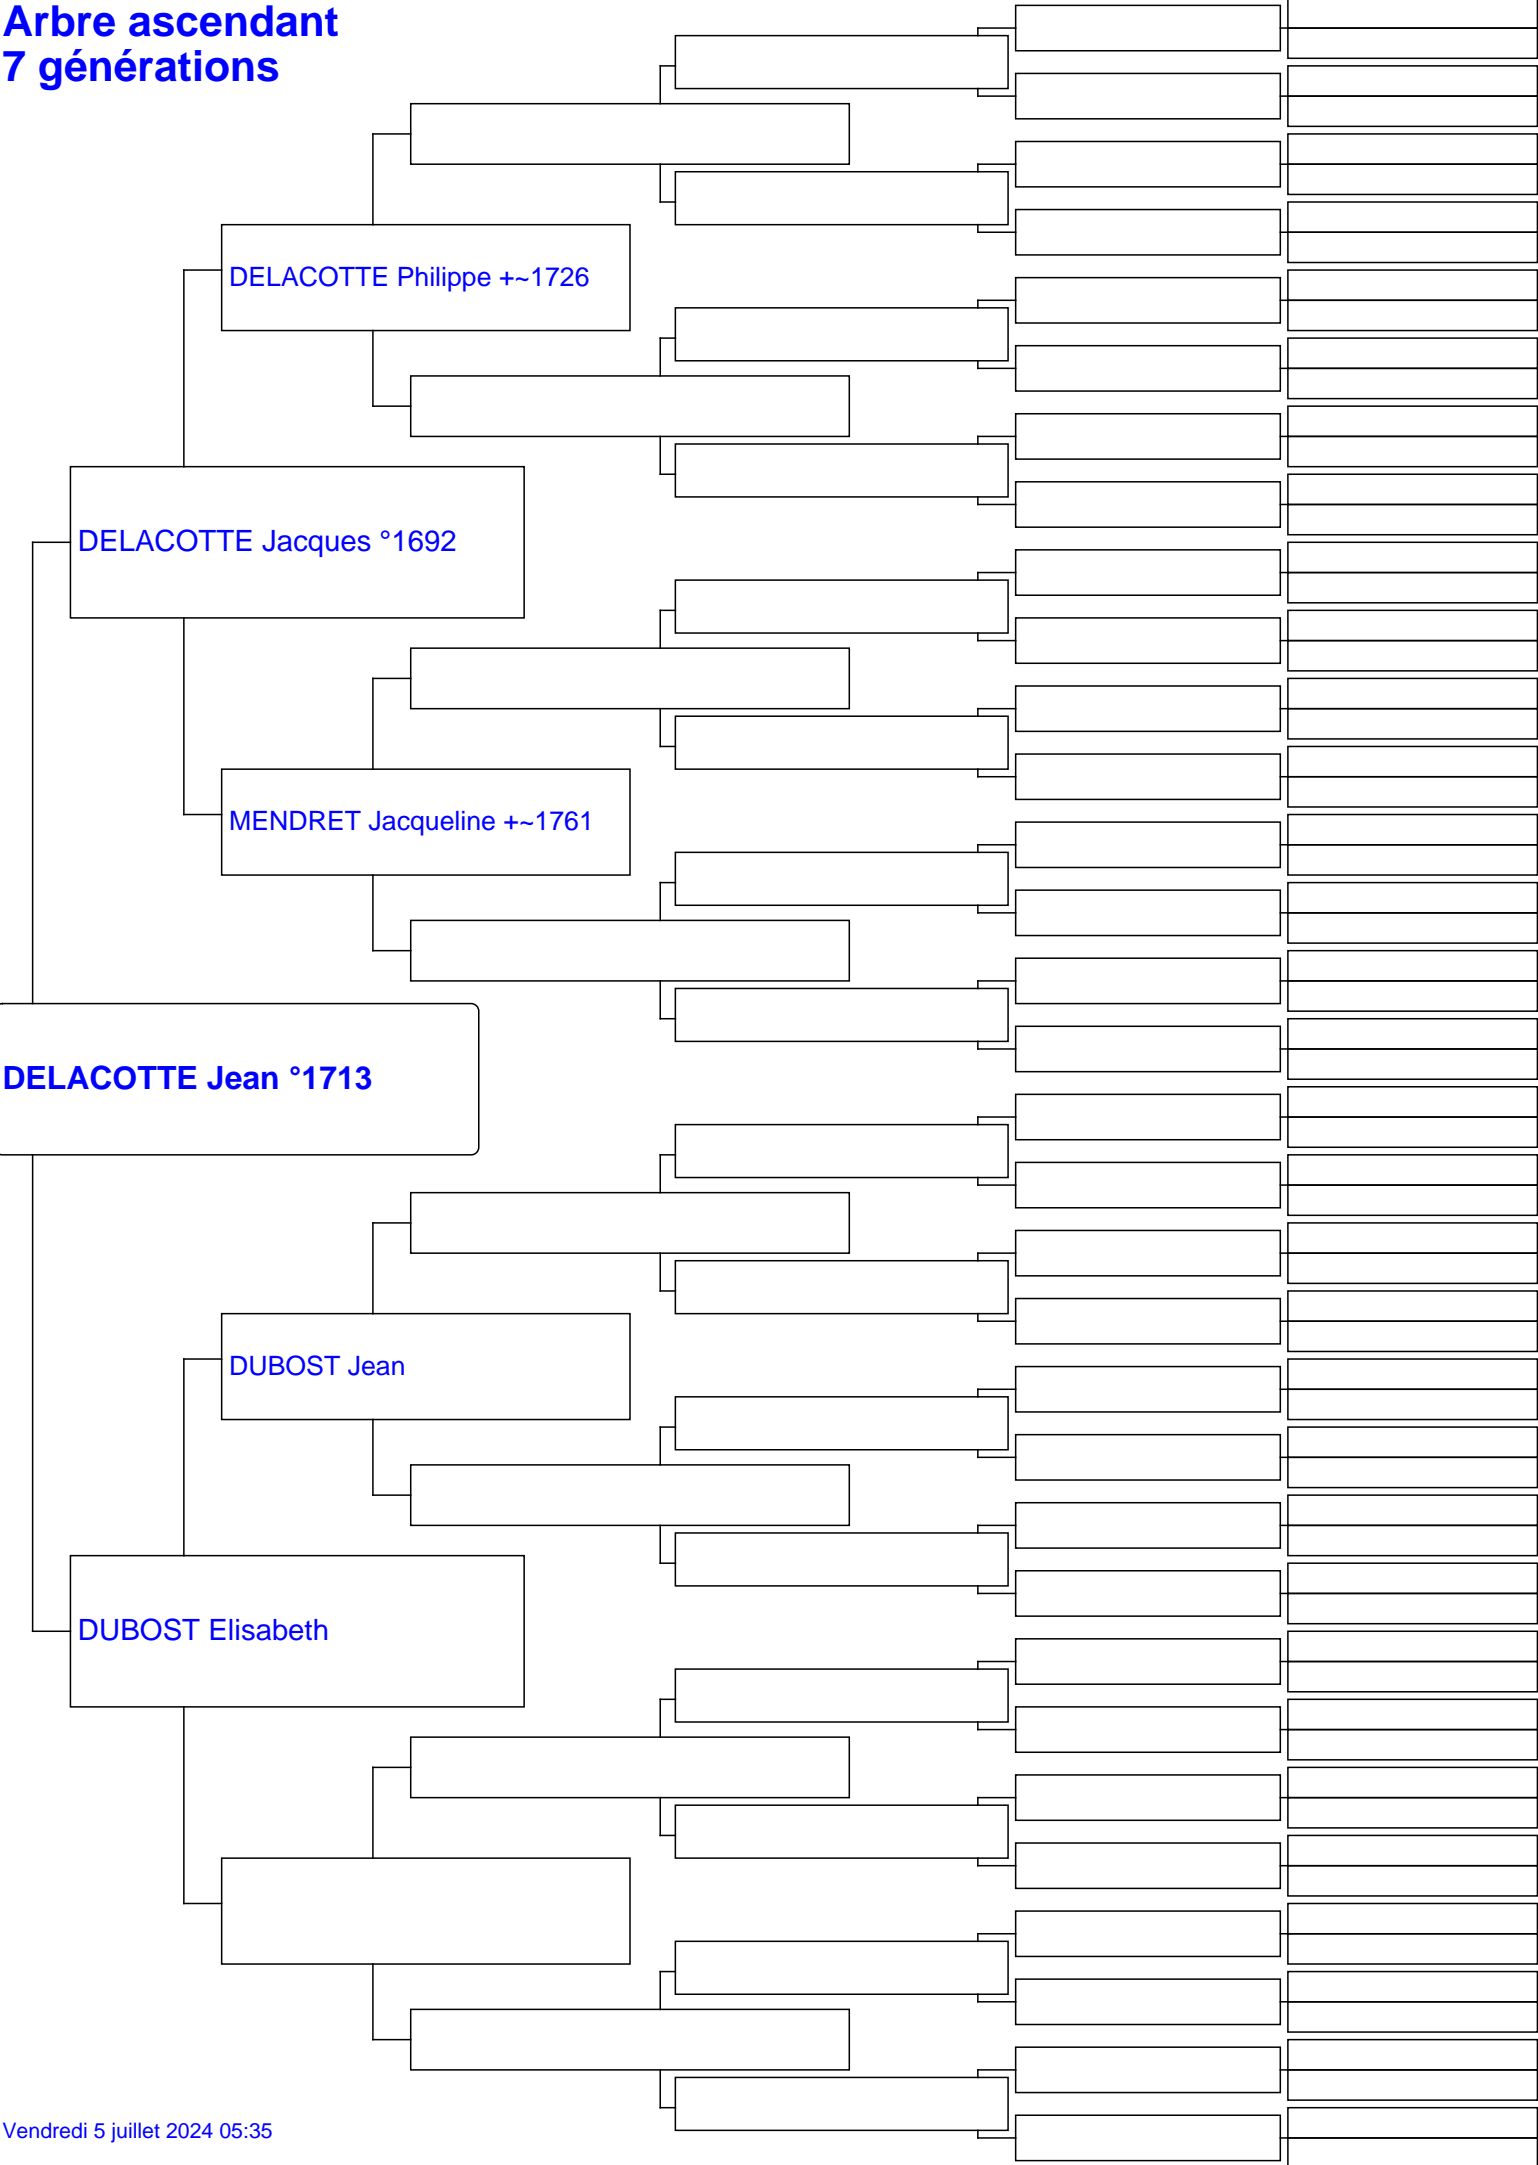 Arbre ascendant
7 générations
DELACOTTE Philippe +~1726
DELACOTTE Jacques °1692
MENDRET Jacqueline +~1761
DELACOTTE Jean °1713
DUBOST Jean
DUBOST Elisabeth
Vendredi 5 juillet 2024 05:35